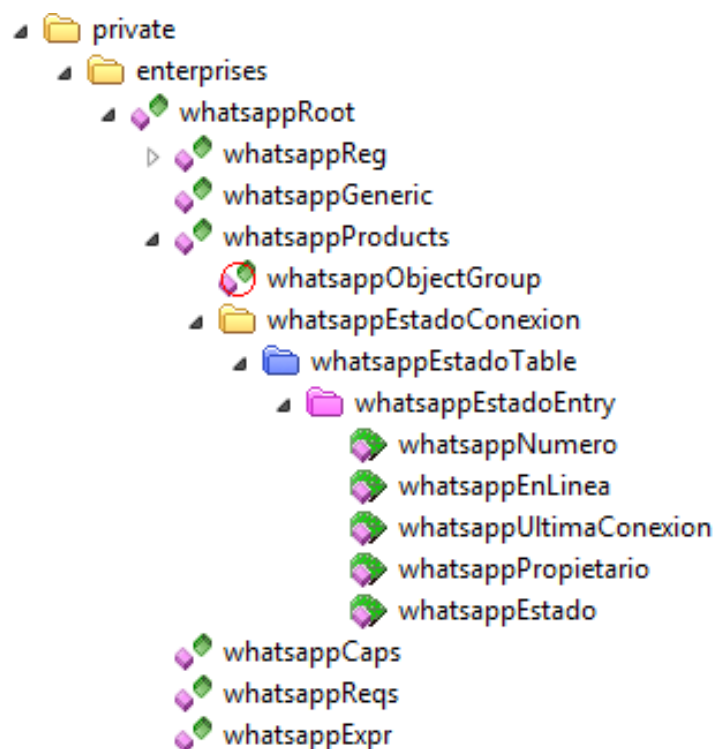 private
enterprises
whatsappRoot
whatsappReg
whatsappGeneric
whatsappProducts
whatsappObjectGroup
whatsappEstadoConexion
whatsappEstadoTable
whatsappEstadoEntry
whatsappNumero
whatsappEnLinea
whatsappUltimaConexion
whatsappPropietario
whatsappEstado
whatsappCaps
whatsappReqs
whatsappExpr